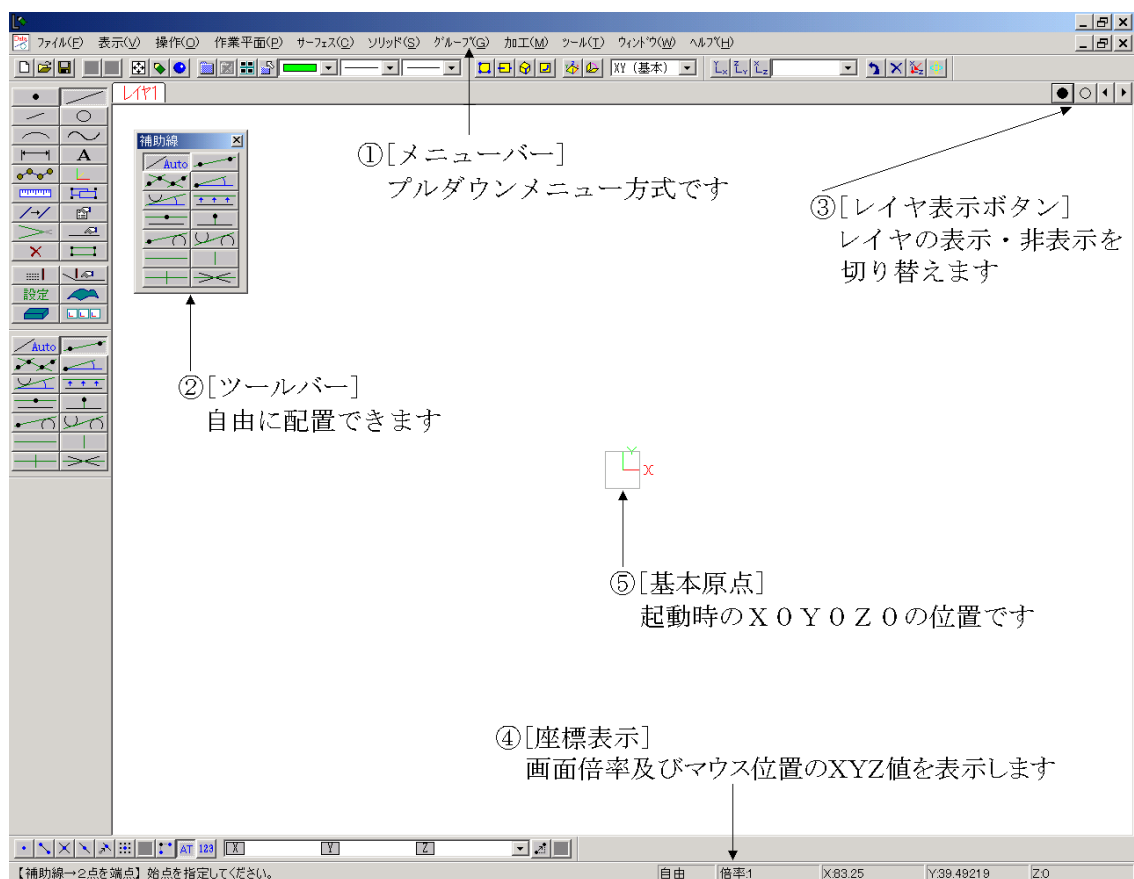 ファイル(F) 表示(V) 操作(O) 作業平面(P) サーフェス(C) ソリッド(S) グループ(G) 加工(M) ツール(T) ウィンドウ(W) ヘルプ(H)
XY (基本) Lx Ly Lz
レイヤ1
A
設定
Auto
補助線
Auto
①[メニューバー]
プルダウンメニュー方式です
③[レイヤ表示ボタン]
レイヤの表示・非表示を
切り替えます
②[ツールバー]
自由に配置できます
Y
X
⑤[基本原点]
起動時のX0Y0Z0の位置です
④[座標表示]
画面倍率及びマウス位置のXYZ値を表示します
AT 123 X Y Z
【補助線→2点を端点】始点を指定してください。 自由 倍率:1 X:83.25 Y:39.49219 Z:0